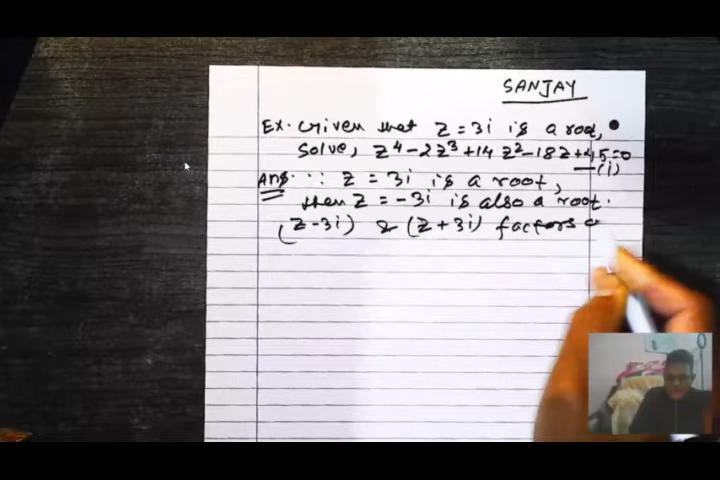 SANJAY
Ex. Given that z = 3i is a root,
solve, z⁴ - 2z³ + 14z² - 18z + 45 = 0
(i)
Ans. ∵ z = 3i is a root,
then z = -3i is also a root.
(z - 3i) & (z + 3i) factors